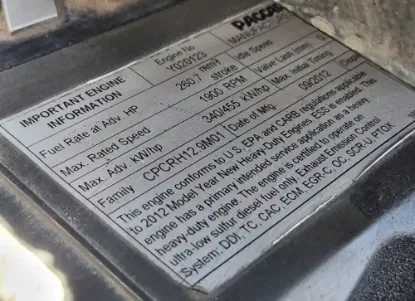 IMPORTANT ENGINE INFORMATION
Engine No
Y020123
PACCAR
MANUFACTURER
Fuel Rate at Adv. HP
260.7 mm³/stroke
Idle Speed
Max. Rated Speed
1900 RPM
Valve Lash (mm)
Max. Adv KW/hp
340/455 KW/hp
Max. Initial Timing
Family
CPCRH12.9M01
Date of Mfg.
09/2012
This engine conforms to U.S. EPA and CARB regulations applicable
to 2012 Model Year New Heavy Duty Engines. ESS is enabled. This
engine has a primary intended service application as heavy
heavy-duty engine. The engine is certified to operate on
ultra-low sulfur diesel fuel only. Exhaust Emission Control
System: DDI, TC, CAC, ECM, EGR-C, OC, SCR-U, PTOX